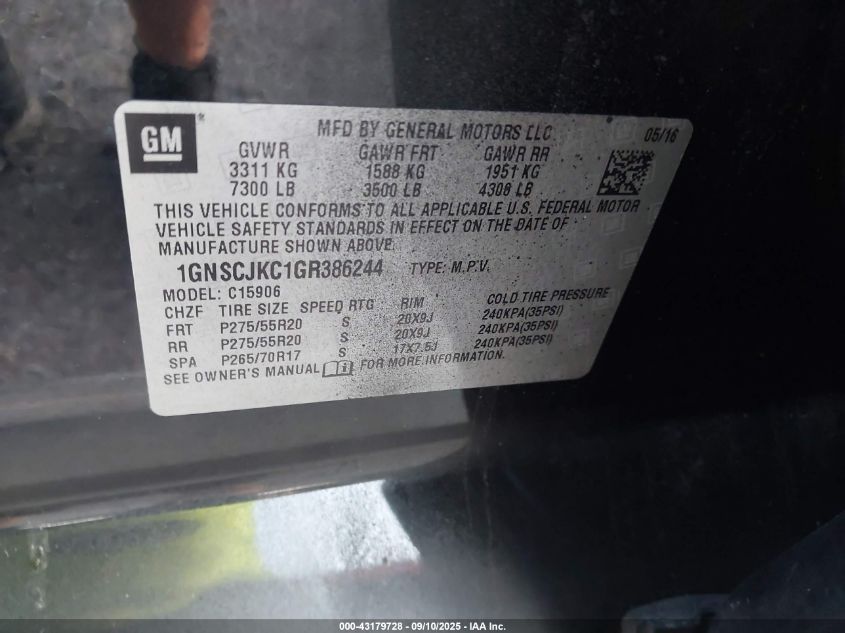 GM ® MFD BY GENERAL MOTORS LLC 05/16
GVWR GAWR FRT GAWR RR
3311 KG 1588 KG 1951 KG
7300 LB 3500 LB 4300 LB
THIS VEHICLE CONFORMS TO ALL APPLICABLE U.S. FEDERAL MOTOR
VEHICLE SAFETY STANDARDS IN EFFECT ON THE DATE OF
MANUFACTURE SHOWN ABOVE.
1GNSCJKC1GR386244 TYPE: M.P.V.
MODEL: C15906
CHZF TIRE SIZE SPEED RTG RIM COLD TIRE PRESSURE
FRT P275/55R20 S 20X9J 240KPA(35PSI)
RR P275/55R20 S 20X9J 240KPA(35PSI)
SPA P265/70R17 S 17X7.5J 240KPA(35PSI)
SEE OWNER'S MANUAL FOR MORE INFORMATION.
000-43179728 - 09/10/2025 - IAA Inc.